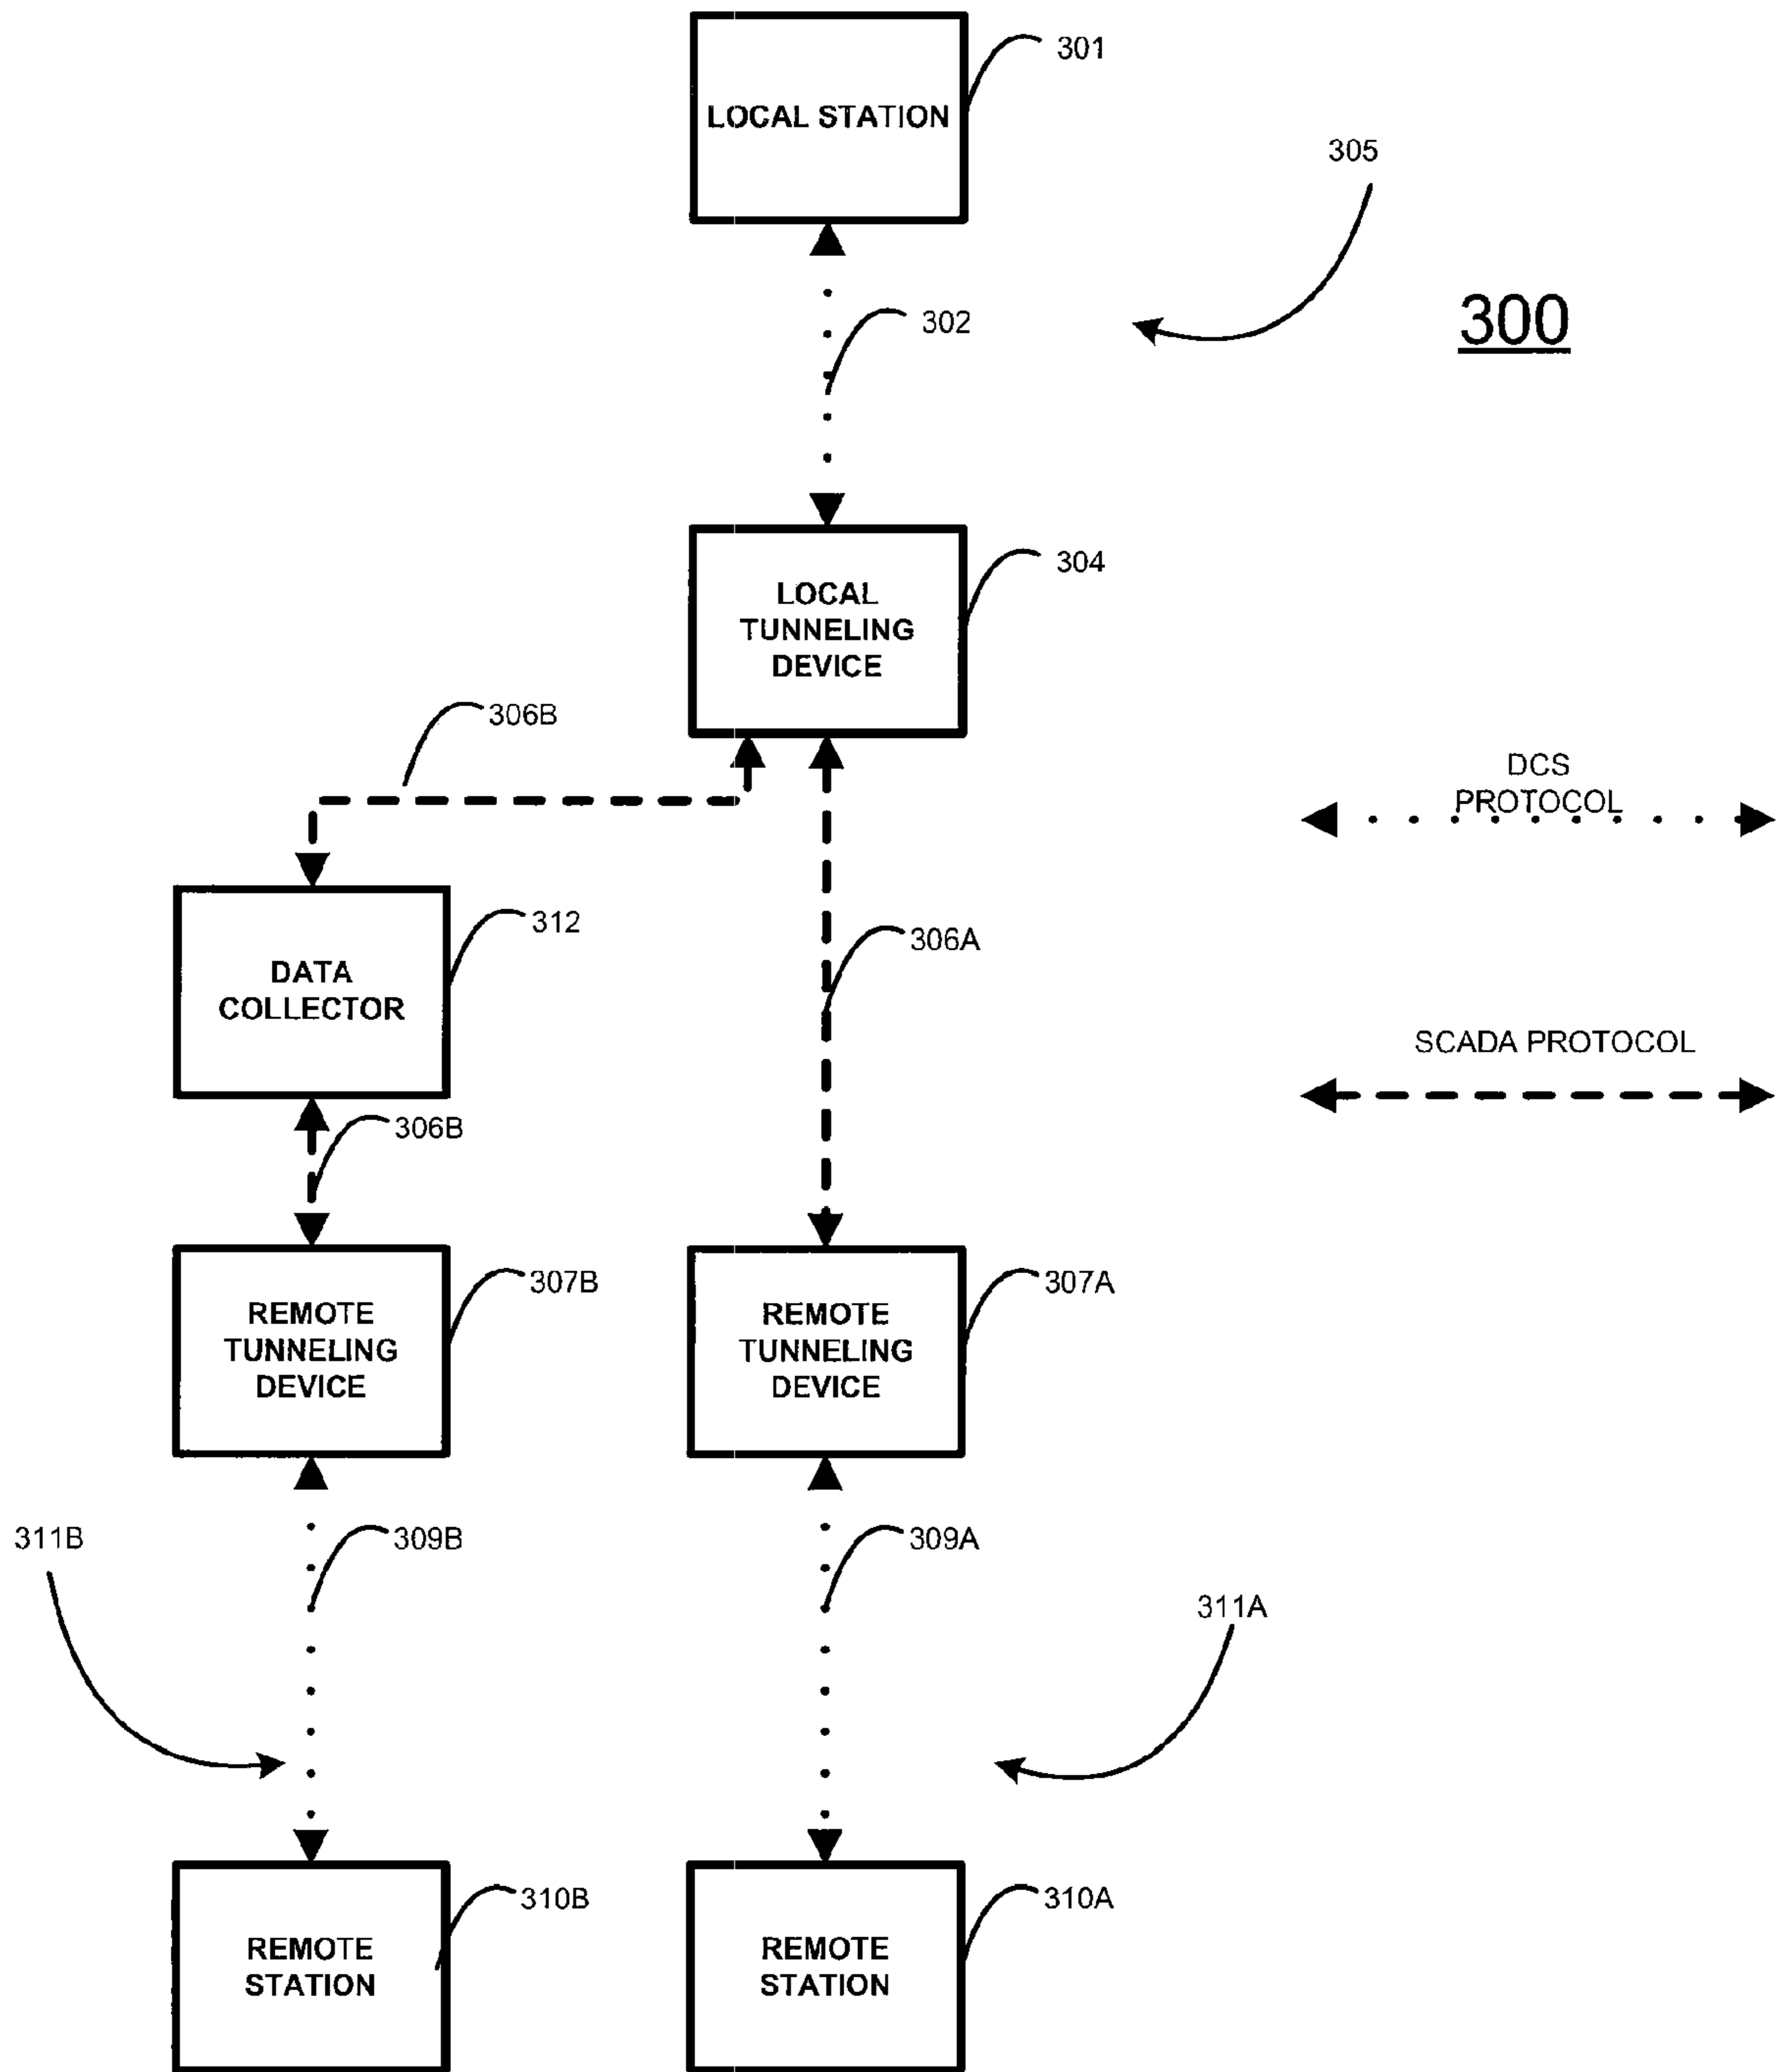 301
LOCAL STATION
305
302
300
304
LOCAL
TUNNELING
DEVICE
306B
DCS
PROTOCOL
312
306A
DATA
COLLECTOR
SCADA PROTOCOL
306B
307B
307A
REMOTE
TUNNELING
DEVICE
REMOTE
TUNNELING
DEVICE
311B
309B
309A
311A
310B
310A
REMOTE
STATION
REMOTE
STATION